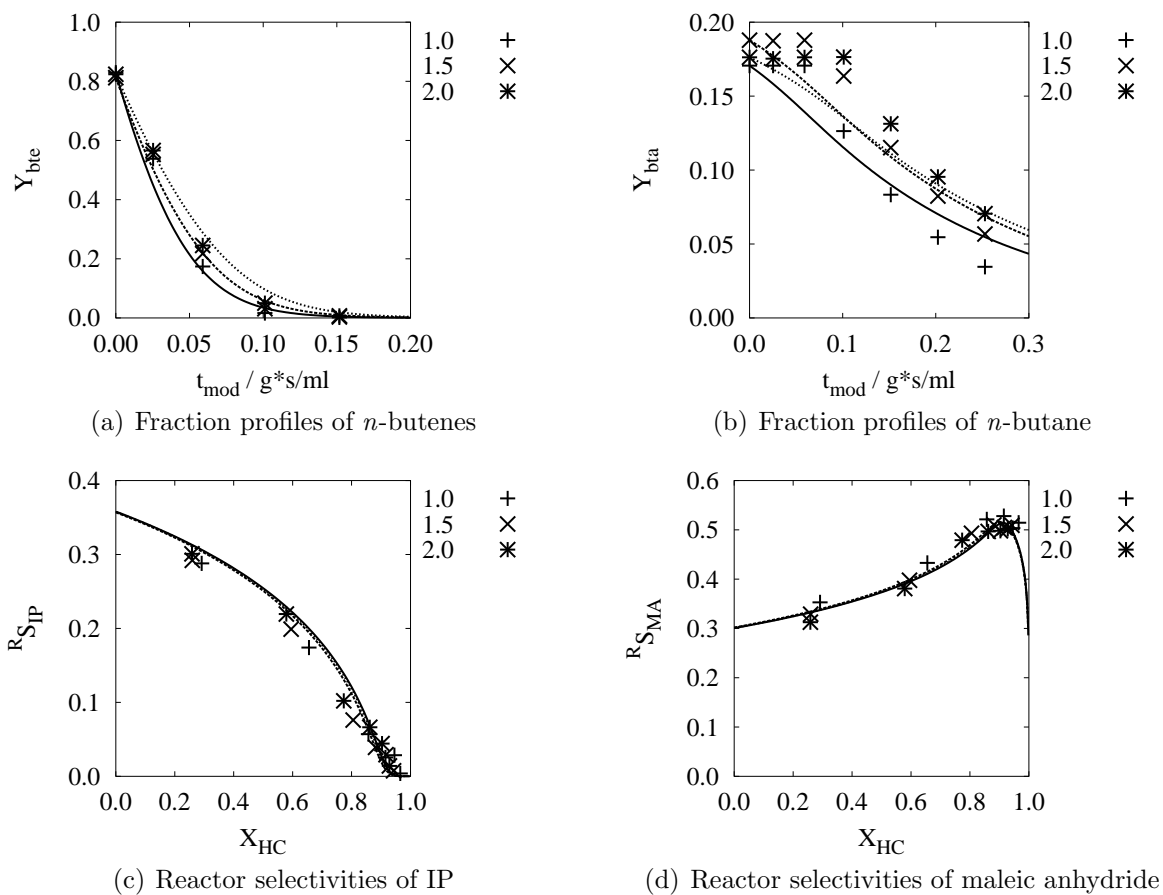 1.0
1.5
2.0
Y_bte
1.0
0.8
0.6
0.4
0.2
0.0
0.00 0.05 0.10 0.15 0.20
t_mod / g*s/ml
(a) Fraction profiles of n-butenes
1.0
1.5
2.0
Y_bta
0.20
0.15
0.10
0.05
0.00
0.0 0.1 0.2 0.3
t_mod / g*s/ml
(b) Fraction profiles of n-butane
1.0
1.5
2.0
^R S_IP
0.4
0.3
0.2
0.1
0.0
0.0 0.2 0.4 0.6 0.8 1.0
X_HC
(c) Reactor selectivities of IP
1.0
1.5
2.0
^R S_MA
0.6
0.5
0.4
0.3
0.2
0.1
0.0
0.0 0.2 0.4 0.6 0.8 1.0
X_HC
(d) Reactor selectivities of maleic anhydride